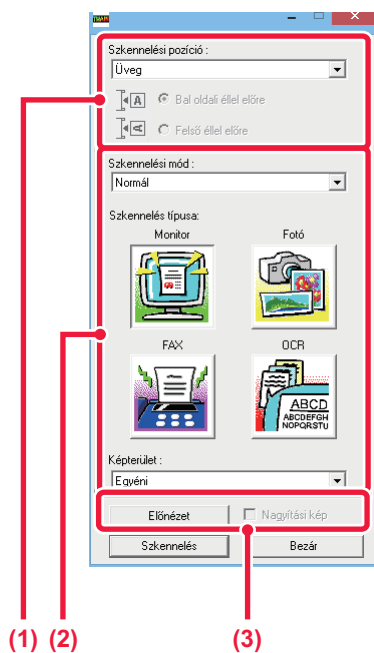 TWAIN
Szkennelési pozíció :
Üveg
A
Bal oldali éllel előre
A
Felső éllel előre
Szkennelési mód :
Normál
Szkennelés típusa:
Monitor
Fotó
FAX
OCR
ABCD
ABCDEFGH
NOPQRSTU
Képterület :
Egyéni
Előnézet
Nagyítási kép
Szkennelés
Bezár
(1) (2) (3)